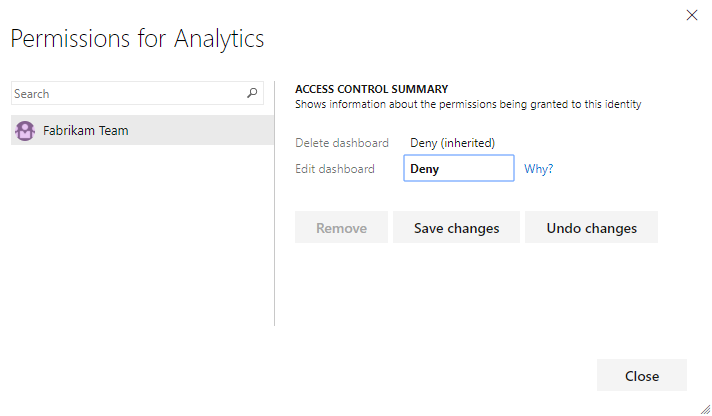 Permissions for Analytics
Search
Fabrikam Team
ACCESS CONTROL SUMMARY
Shows information about the permissions being granted to this identity
Delete dashboard Deny (inherited)
Edit dashboard Deny Why?
Remove Save changes Undo changes
Close